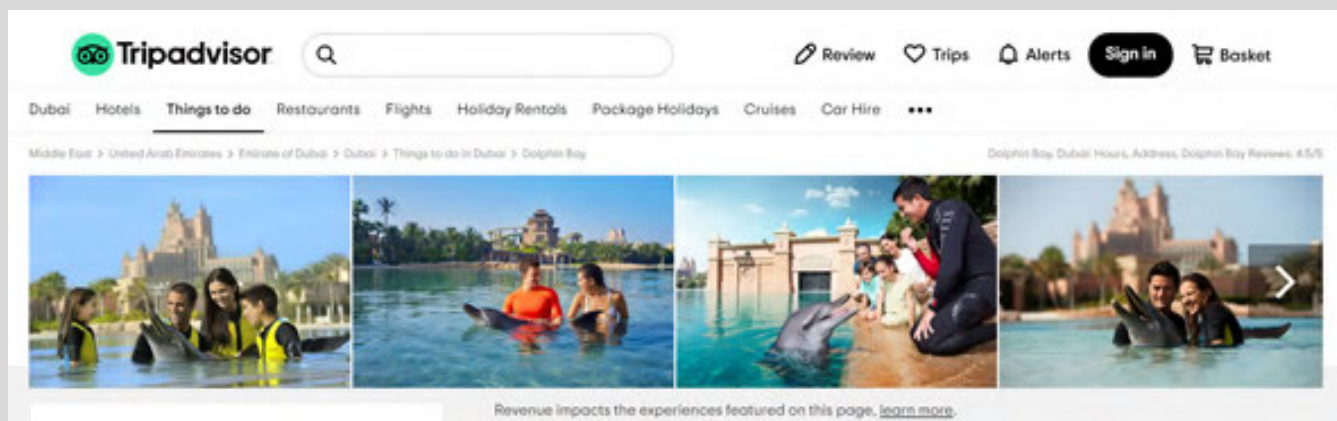 Tripadvisor Review Trips Alerts Sign in Basket
Dubai Hotels Things to do Restaurants Flights Holiday Rentals Package Holidays Cruises Car Hire •••
Middle East > United Arab Emirates > Emirate of Dubai > Dubai > Things to do in Dubai > Dolphin Bay Dolphin Bay, Dubai: Hours, Address, Dolphin Bay Reviews: 4.5/5
Revenue impacts the experiences featured on this page, learn more.